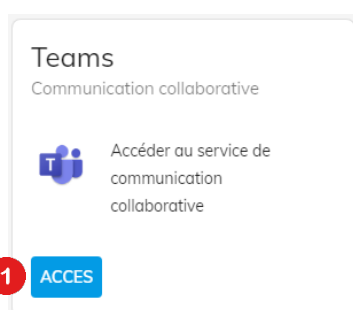 Teams
Communication collaborative
T
Accéder au service de
communication
collaborative
1
ACCES